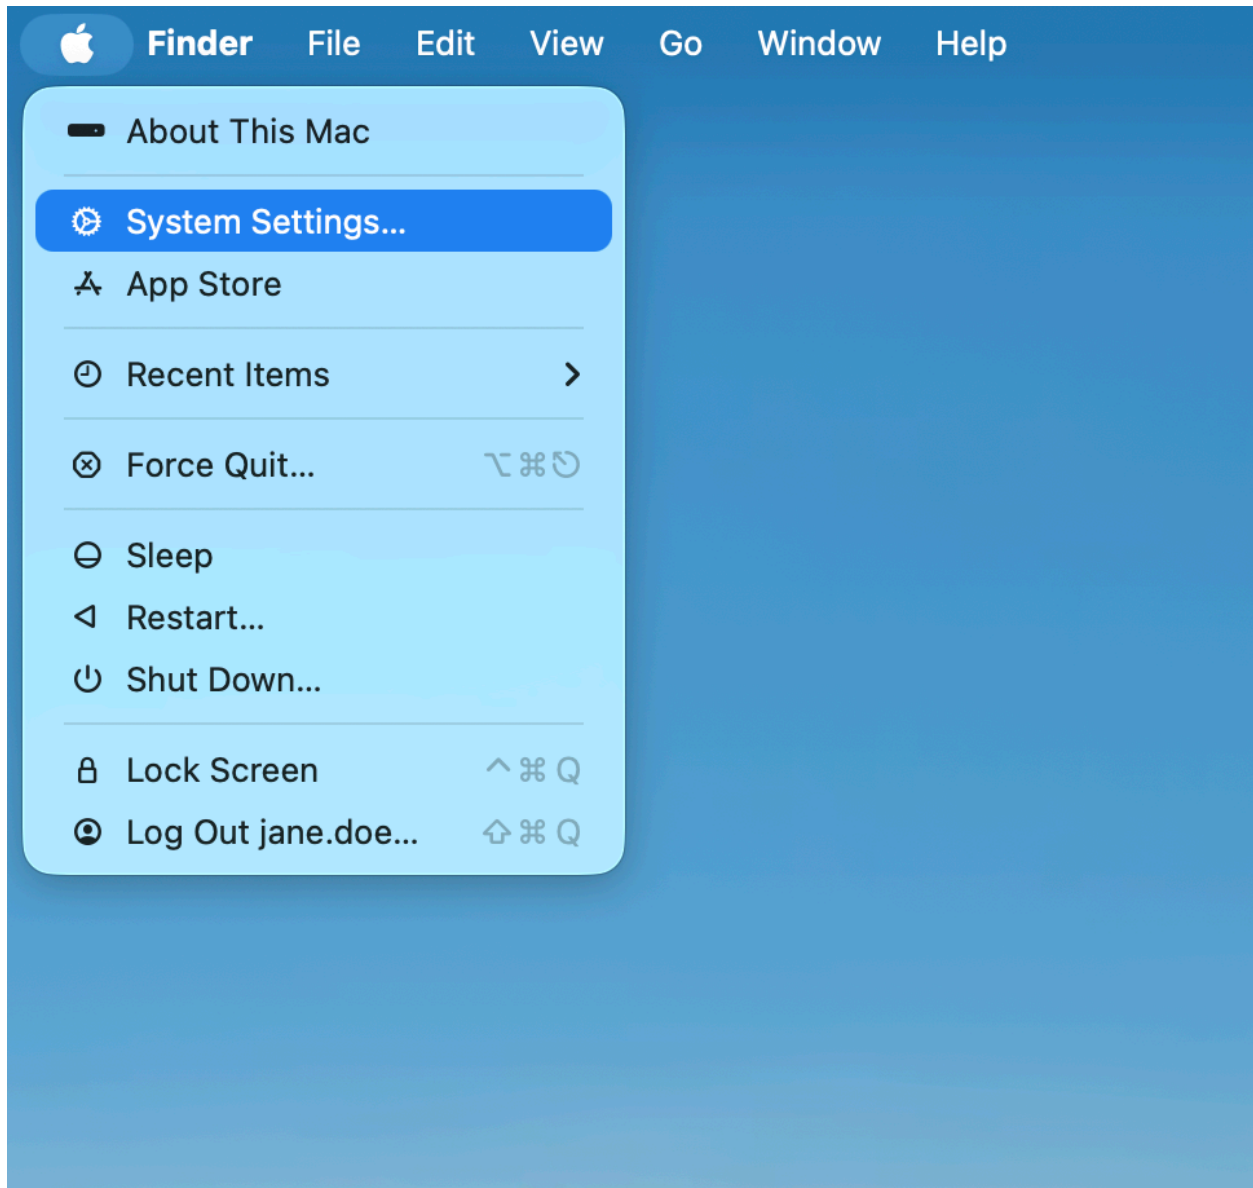 Finder File Edit View Go Window Help
About This Mac
System Settings...
App Store
Recent Items
Force Quit... ⌥⌘⎋
Sleep
Restart...
Shut Down...
Lock Screen ^⌘Q
Log Out jane.doe... ⇧⌘Q